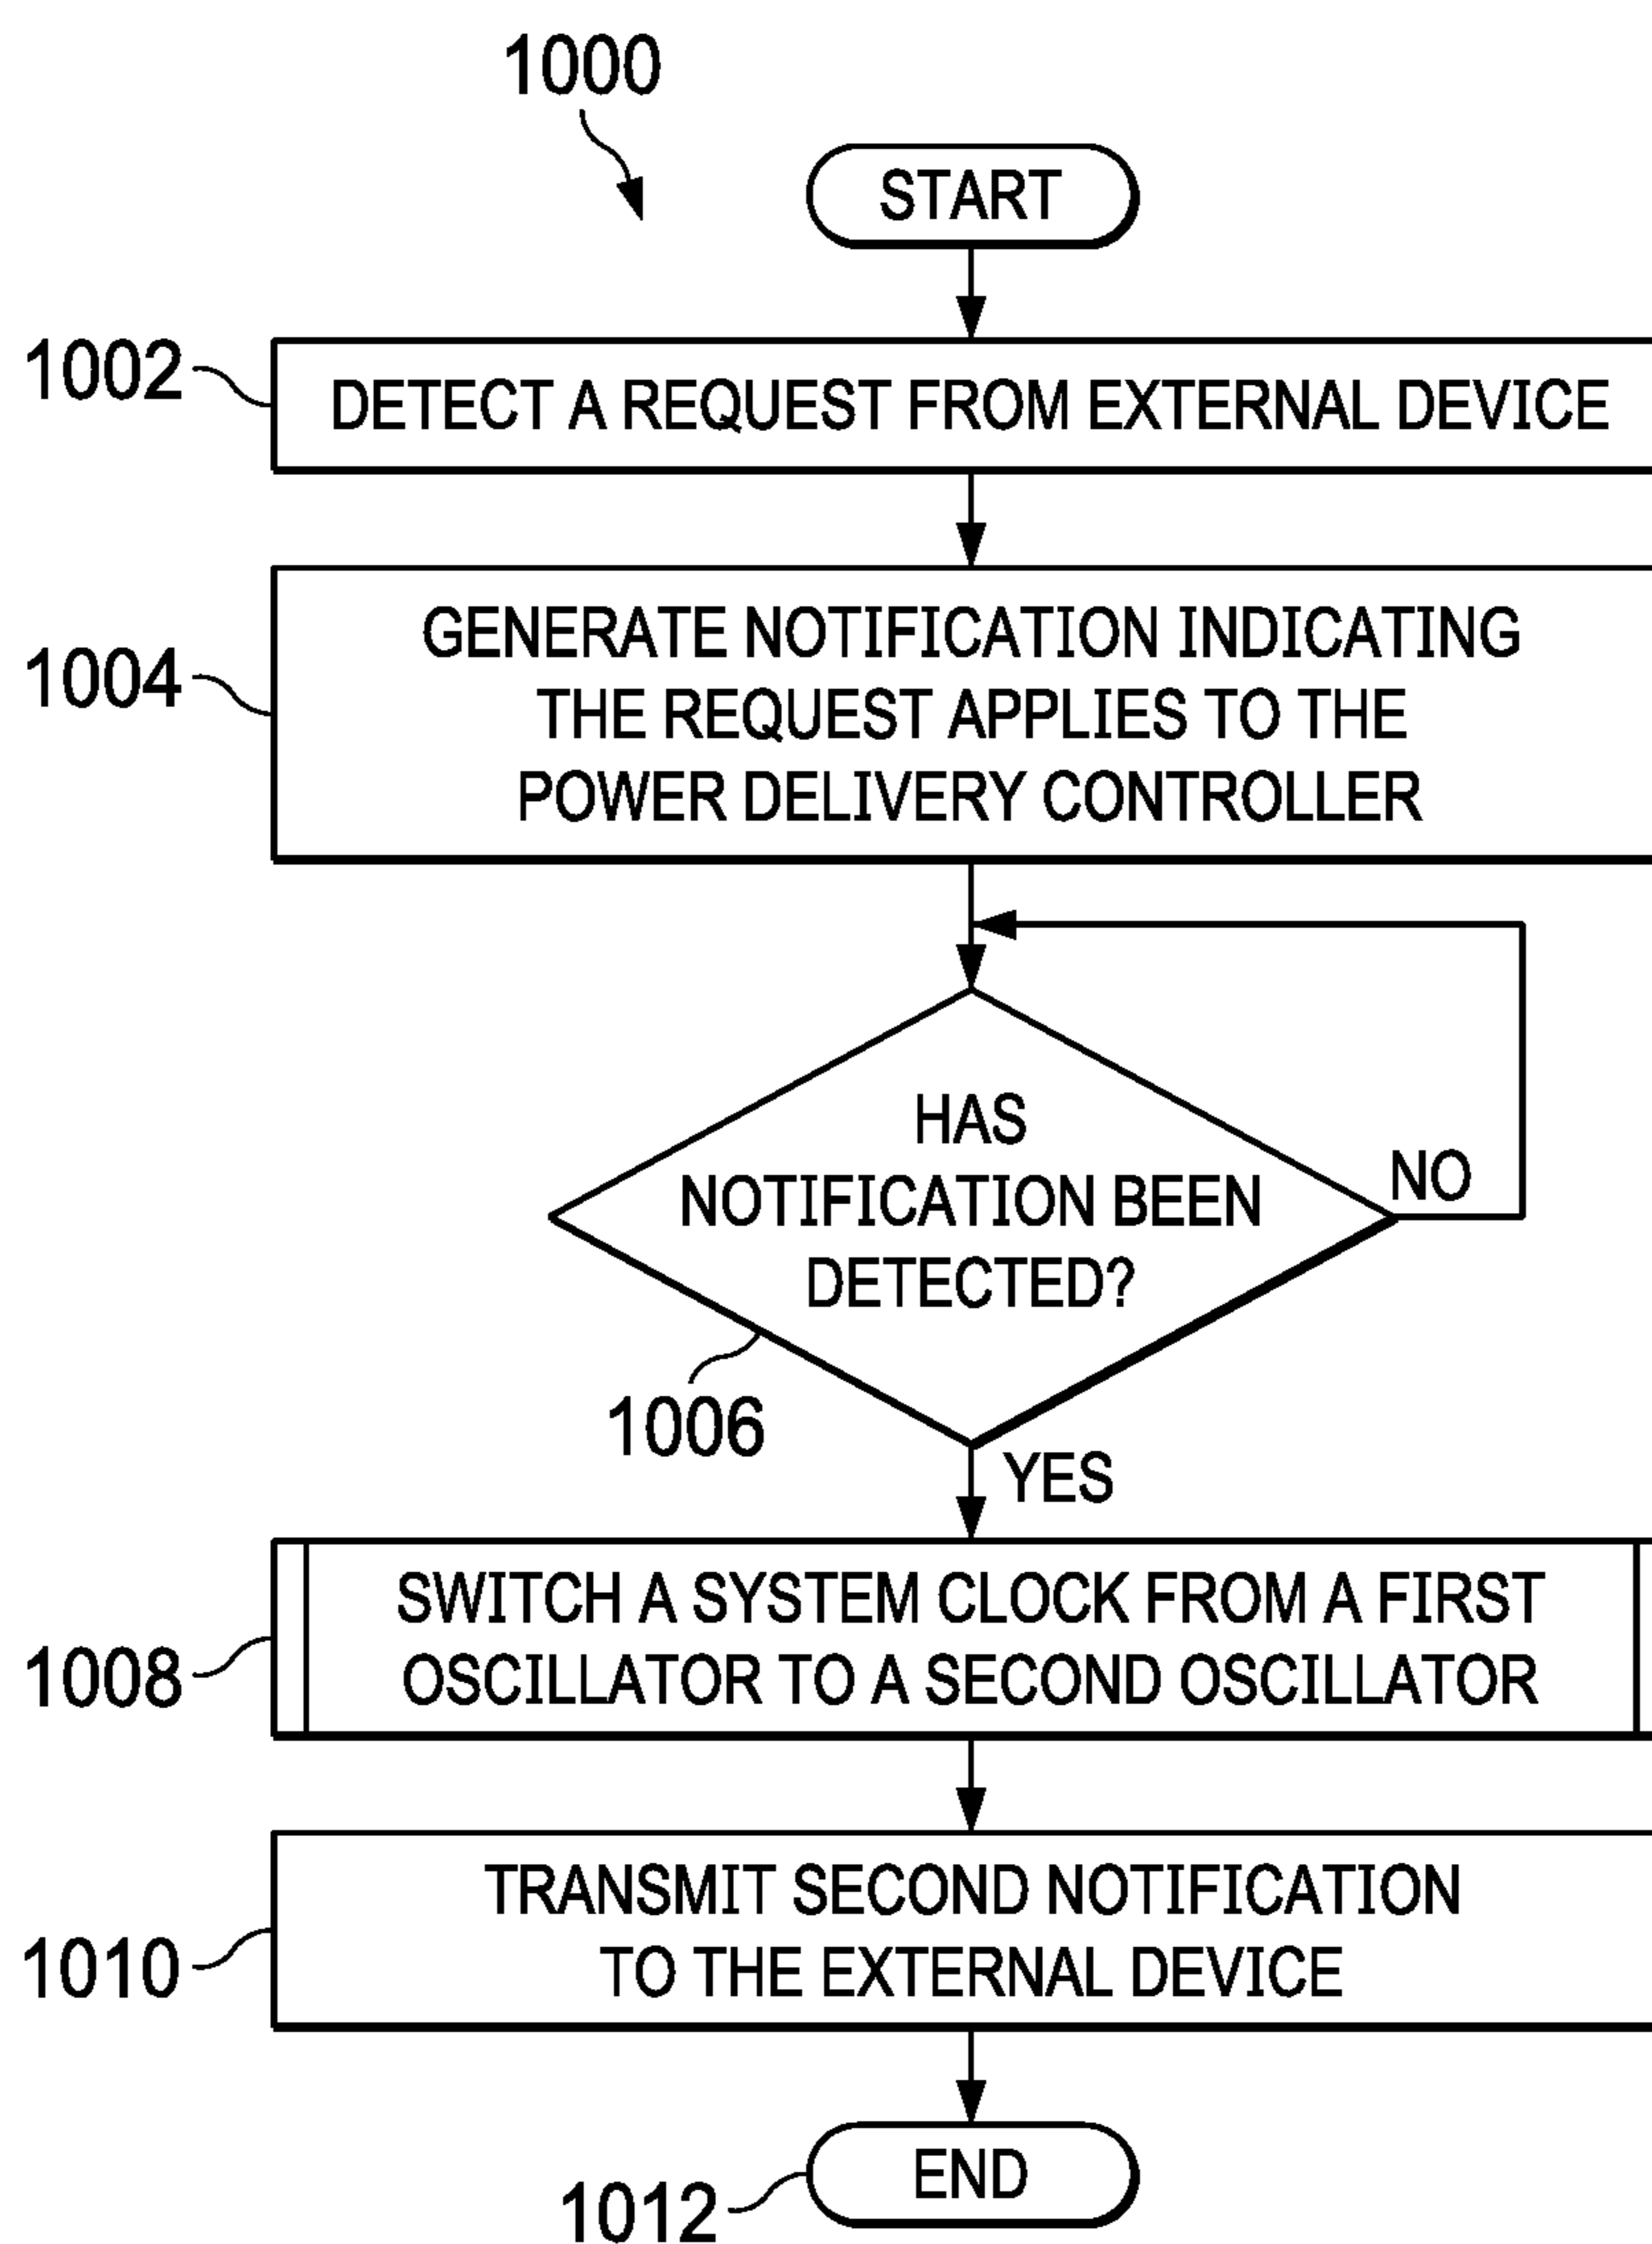 1000
START
1002
DETECT A REQUEST FROM EXTERNAL DEVICE
1004
GENERATE NOTIFICATION INDICATING
THE REQUEST APPLIES TO THE
POWER DELIVERY CONTROLLER
HAS
NOTIFICATION BEEN
DETECTED?
NO
1006
YES
1008
SWITCH A SYSTEM CLOCK FROM A FIRST
OSCILLATOR TO A SECOND OSCILLATOR
1010
TRANSMIT SECOND NOTIFICATION
TO THE EXTERNAL DEVICE
END
1012